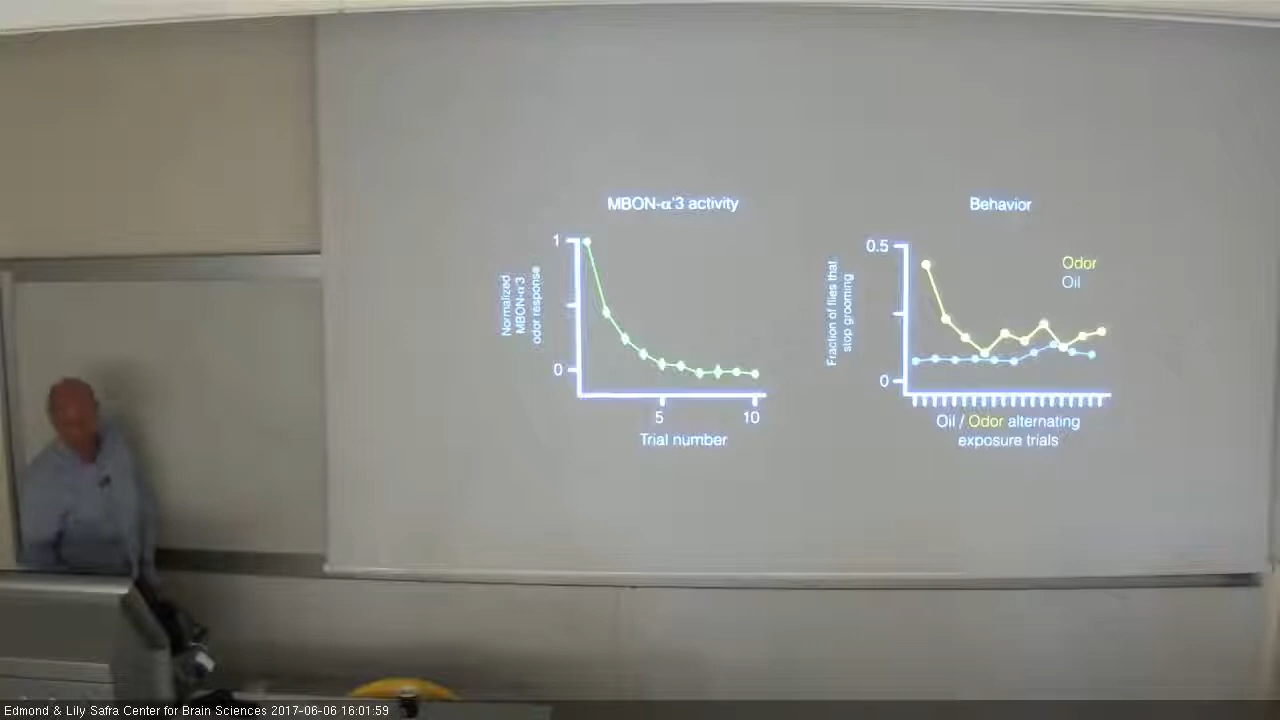 MBON-α'3 activity
Normalized
MBON-α'3
odor response
1
0
5
10
Trial number
Behavior
Fraction of flies that
stop grooming
0.5
0
Odor
Oil
Oil / Odor alternating
exposure trials
Edmond & Lily Safra Center for Brain Sciences 2017-06-06 16:01:59